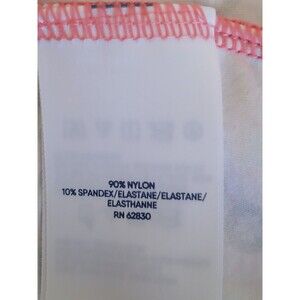 90% NYLON
10% SPANDEX/ELASTANE/ELASTANE/
ELASTHANNE
RN 62830